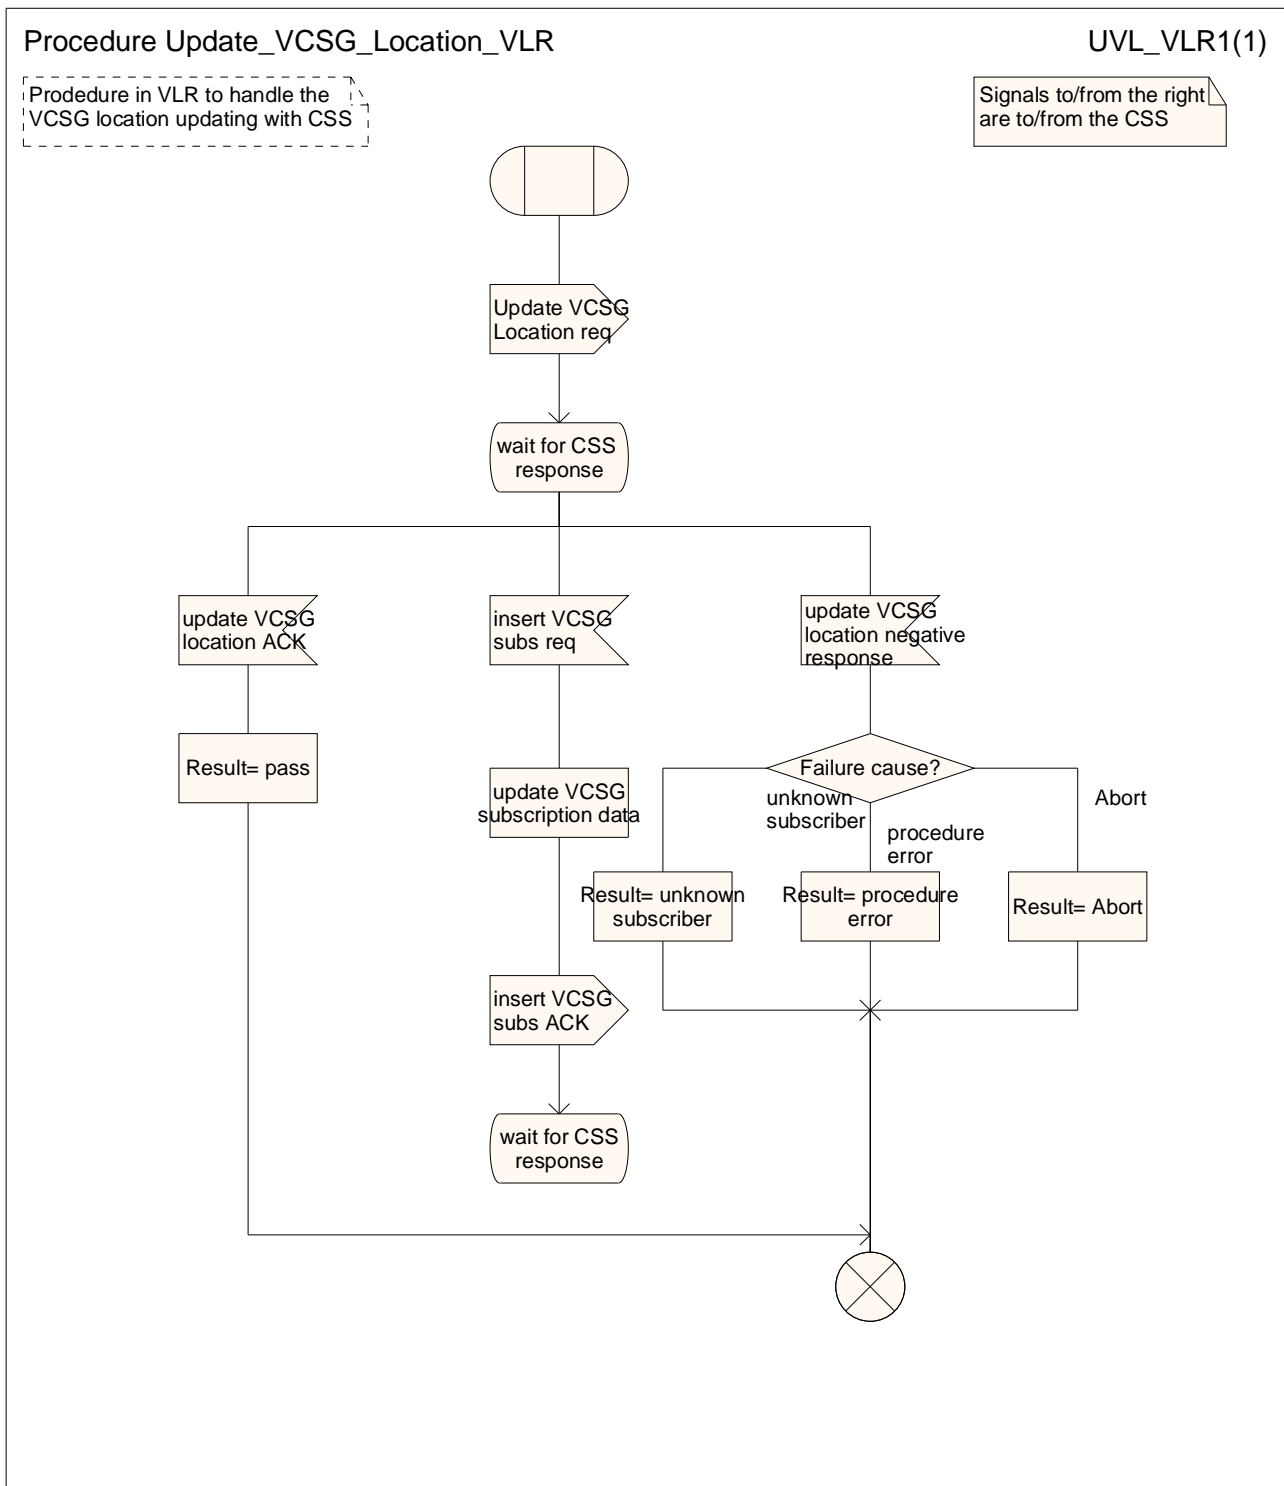 Procedure Update_VCSG_Location_VLR
UVL_VLR1(1)
Prodedure in VLR to handle the
VCSG location updating with CSS
Signals to/from the right
are to/from the CSS
Update VCSG
Location req
wait for CSS
response
update VCSG
location ACK
insert VCSG
subs req
update VCSG
location negative
response
Result= pass
update VCSG
subscription data
Failure cause?
unknown
subscriber
procedure
error
Abort
Result= unknown
subscriber
Result= procedure
error
Result= Abort
insert VCSG
subs ACK
wait for CSS
response